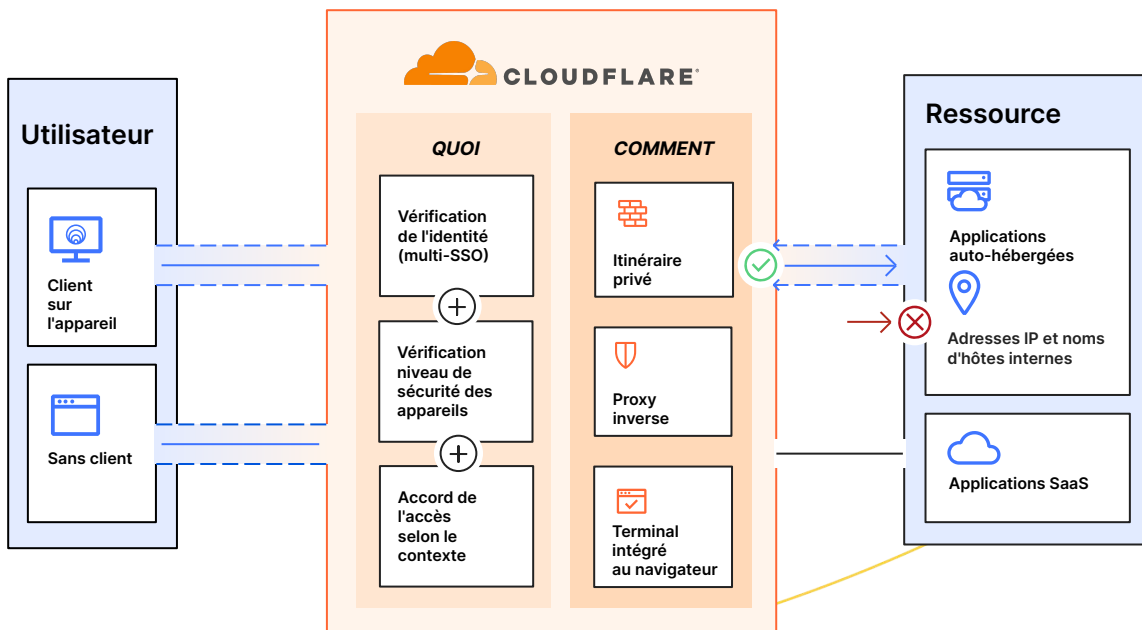 Utilisateur
Client
sur
l'appareil
Sans client
CLOUDFLARE
QUOI
Vérification
de l'identité
(multi-SSO)
Vérification
niveau de
sécurité des
appareils
Accord de
l'accès
selon le
contexte
COMMENT
Itinéraire
privé
Proxy
inverse
Terminal
intégré
au navigateur
Ressource
Applications
auto-hébergées
Adresses IP et noms
d'hôtes internes
Applications SaaS